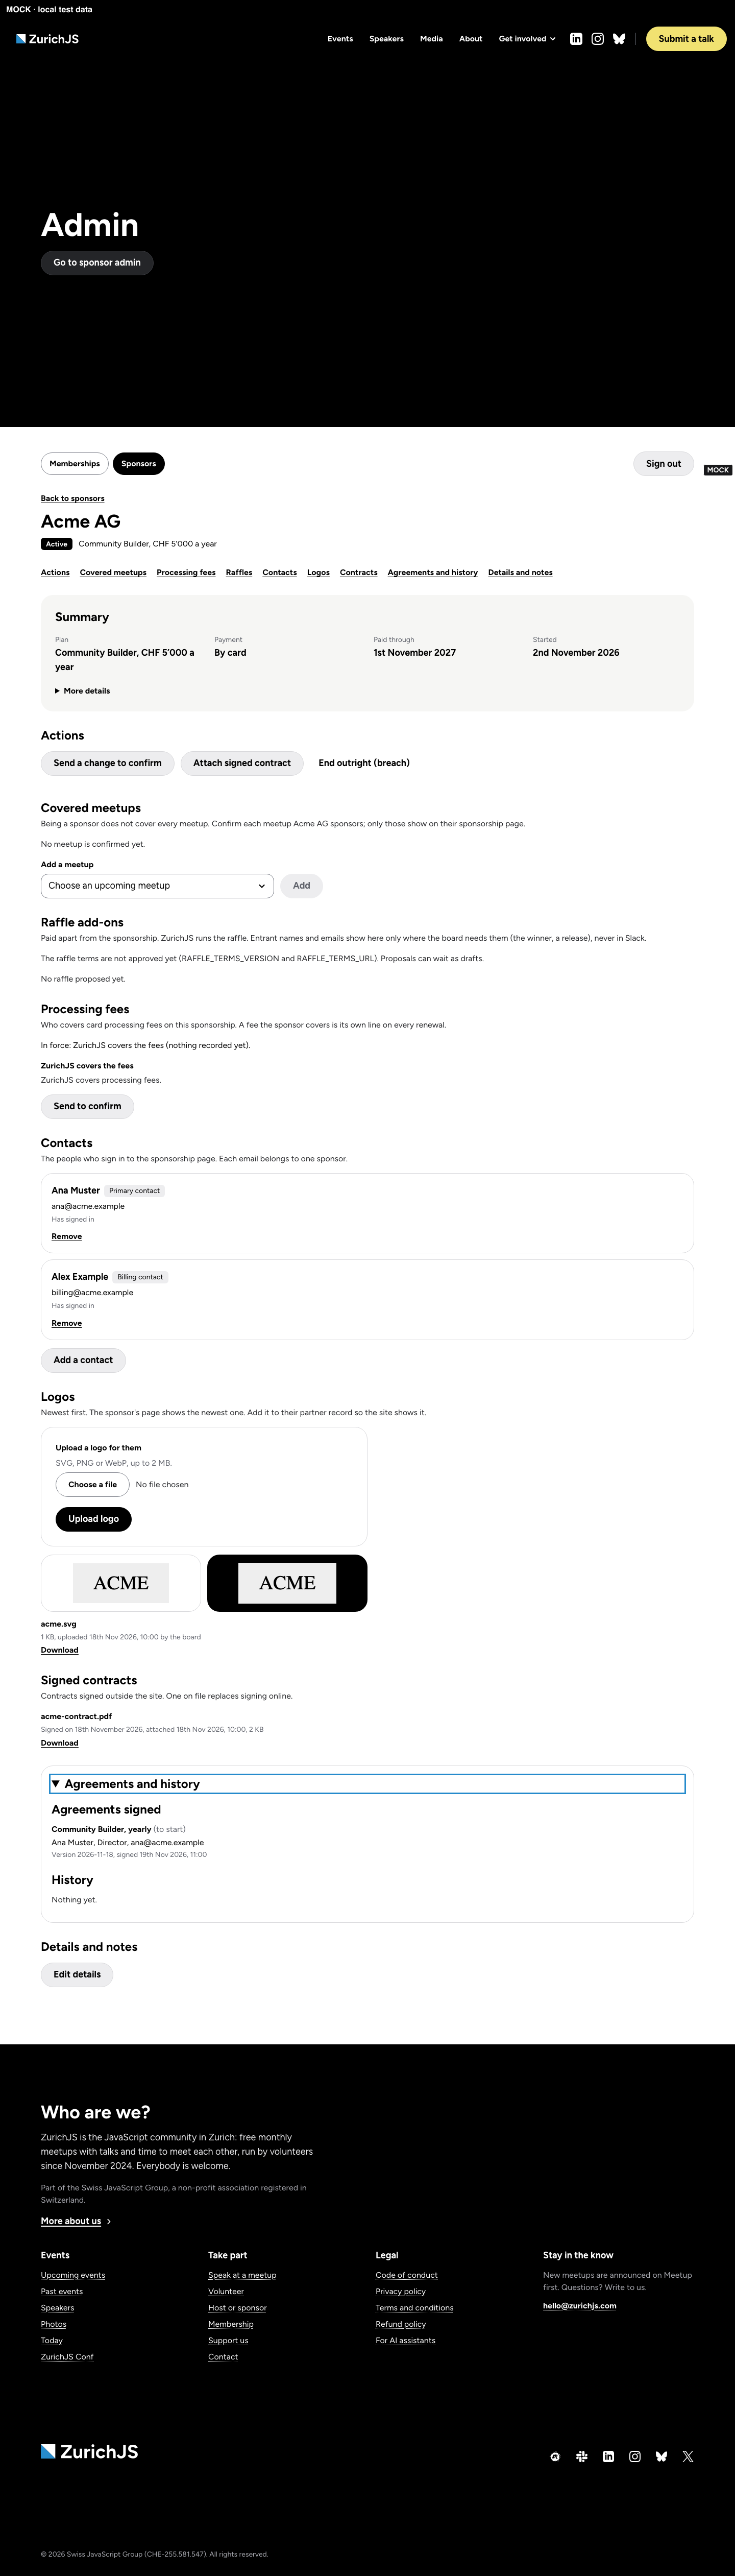 MOCK · local test data
ZurichJS
Events
Speakers
Media
About
Get involved
Submit a talk
Admin
Go to sponsor admin
Memberships
Sponsors
Sign out
MOCK
Back to sponsors
Acme AG
Active
Community Builder, CHF 5’000 a year
Actions
Covered meetups
Processing fees
Raffles
Contacts
Logos
Contracts
Agreements and history
Details and notes
Summary
Plan
Community Builder, CHF 5’000 a
year
Payment
By card
Paid through
1st November 2027
Started
2nd November 2026
More details
Actions
Send a change to confirm
Attach signed contract
End outright (breach)
Covered meetups
Being a sponsor does not cover every meetup. Confirm each meetup Acme AG sponsors; only those show on their sponsorship page.
No meetup is confirmed yet.
Add a meetup
Choose an upcoming meetup
Add
Raffle add-ons
Paid apart from the sponsorship. ZurichJS runs the raffle. Entrant names and emails show here only where the board needs them (the winner, a release), never in Slack.
The raffle terms are not approved yet (RAFFLE_TERMS_VERSION and RAFFLE_TERMS_URL). Proposals can wait as drafts.
No raffle proposed yet.
Processing fees
Who covers card processing fees on this sponsorship. A fee the sponsor covers is its own line on every renewal.
In force: ZurichJS covers the fees (nothing recorded yet).
ZurichJS covers the fees
ZurichJS covers processing fees.
Send to confirm
Contacts
The people who sign in to the sponsorship page. Each email belongs to one sponsor.
Ana Muster
Primary contact
ana@acme.example
Has signed in
Remove
Alex Example
Billing contact
billing@acme.example
Has signed in
Remove
Add a contact
Logos
Newest first. The sponsor's page shows the newest one. Add it to their partner record so the site shows it.
Upload a logo for them
SVG, PNG or WebP, up to 2 MB.
Choose a file
No file chosen
Upload logo
ACME
ACME
acme.svg
1 KB, uploaded 18th Nov 2026, 10:00 by the board
Download
Signed contracts
Contracts signed outside the site. One on file replaces signing online.
acme-contract.pdf
Signed on 18th November 2026, attached 18th Nov 2026, 10:00, 2 KB
Download
Agreements and history
Agreements signed
Community Builder, yearly (to start)
Ana Muster, Director, ana@acme.example
Version 2026-11-18, signed 19th Nov 2026, 11:00
History
Nothing yet.
Details and notes
Edit details
Who are we?
ZurichJS is the JavaScript community in Zurich: free monthly
meetups with talks and time to meet each other, run by volunteers
since November 2024. Everybody is welcome.
Part of the Swiss JavaScript Group, a non-profit association registered in
Switzerland.
More about us
Events
Upcoming events
Past events
Speakers
Photos
Today
ZurichJS Conf
Take part
Speak at a meetup
Volunteer
Host or sponsor
Membership
Support us
Contact
Legal
Code of conduct
Privacy policy
Terms and conditions
Refund policy
For AI assistants
Stay in the know
New meetups are announced on Meetup
first. Questions? Write to us.
hello@zurichjs.com
ZurichJS
© 2026 Swiss JavaScript Group (CHE-255.581.547). All rights reserved.